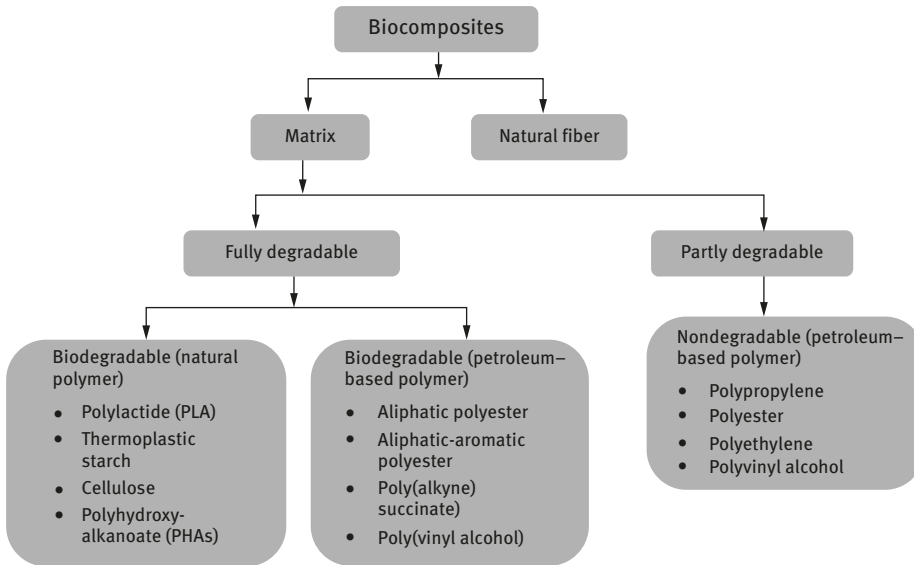 Biocomposites
Matrix
Natural fiber
Fully degradable
Partly degradable
Biodegradable (natural
polymer)
• Polylactide (PLA)
• Thermoplastic
starch
• Cellulose
• Polyhydroxy-
alkanoate (PHAs)
Biodegradable (petroleum–
based polymer)
• Aliphatic polyester
• Aliphatic-aromatic
polyester
• Poly(alkyne)
succinate)
• Poly(vinyl alcohol)
Nondegradable (petroleum–
based polymer)
• Polypropylene
• Polyester
• Polyethylene
• Polyvinyl alcohol